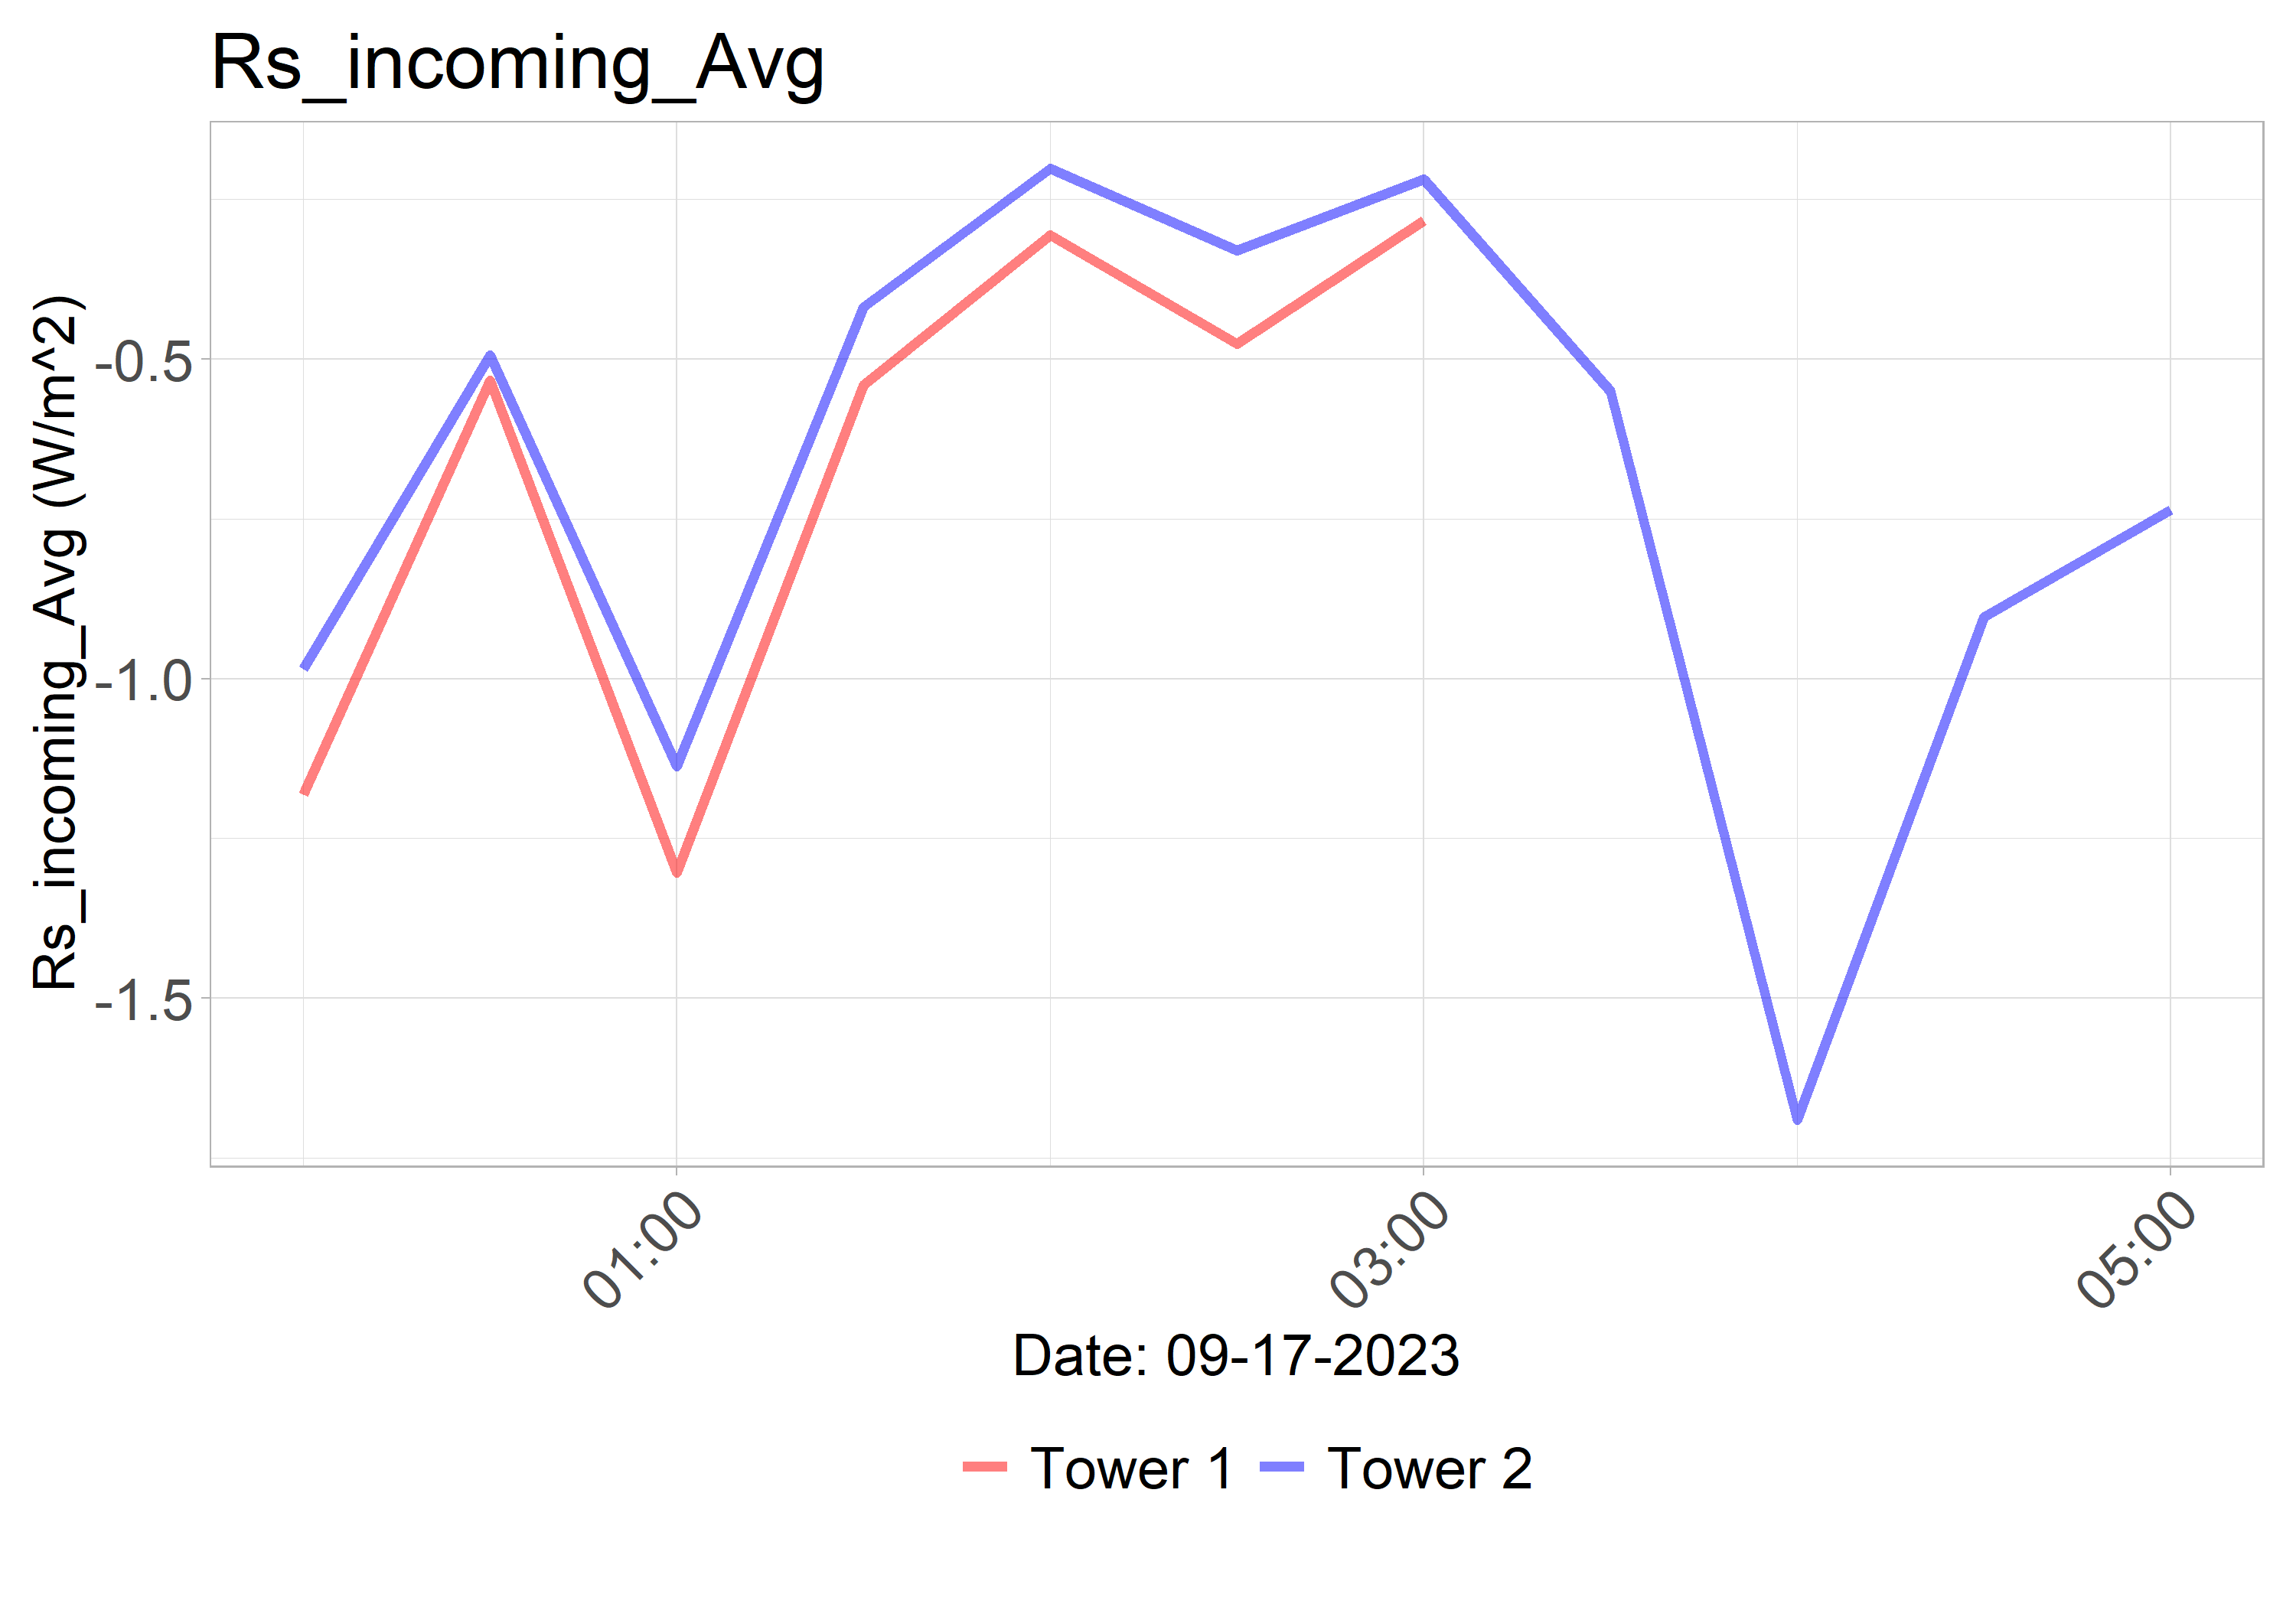 Rs_incoming_Avg
Rs_incoming_Avg (W/m^2)
-0.5
-1.0
-1.5
01:00
03:00
05:00
Date: 09-17-2023
Tower 1
Tower 2